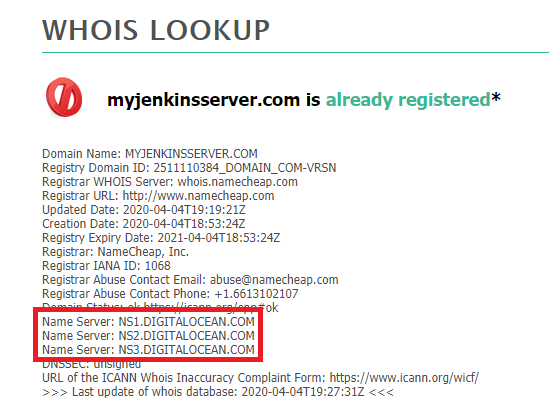 WHOIS LOOKUP
myjenkinsserver.com is already registered*
Domain Name: MYJENKINSSERVER.COM
Registry Domain ID: 2511110384_DOMAIN_COM-VRSN
Registrar WHOIS Server: whois.namecheap.com
Registrar URL: http://www.namecheap.com
Updated Date: 2020-04-04T19:19:21Z
Creation Date: 2020-04-04T18:53:24Z
Registry Expiry Date: 2021-04-04T18:53:24Z
Registrar: NameCheap, Inc.
Registrar IANA ID: 1068
Registrar Abuse Contact Email: abuse@namecheap.com
Registrar Abuse Contact Phone: +1.6613102107
Domain Status: ok https://icann.org/epp#ok
Name Server: NS1.DIGITALOCEAN.COM
Name Server: NS2.DIGITALOCEAN.COM
Name Server: NS3.DIGITALOCEAN.COM
DNSSEC: unsigned
URL of the ICANN Whois Inaccuracy Complaint Form: https://www.icann.org/wicf/
>>> Last update of whois database: 2020-04-04T19:27:31Z <<<